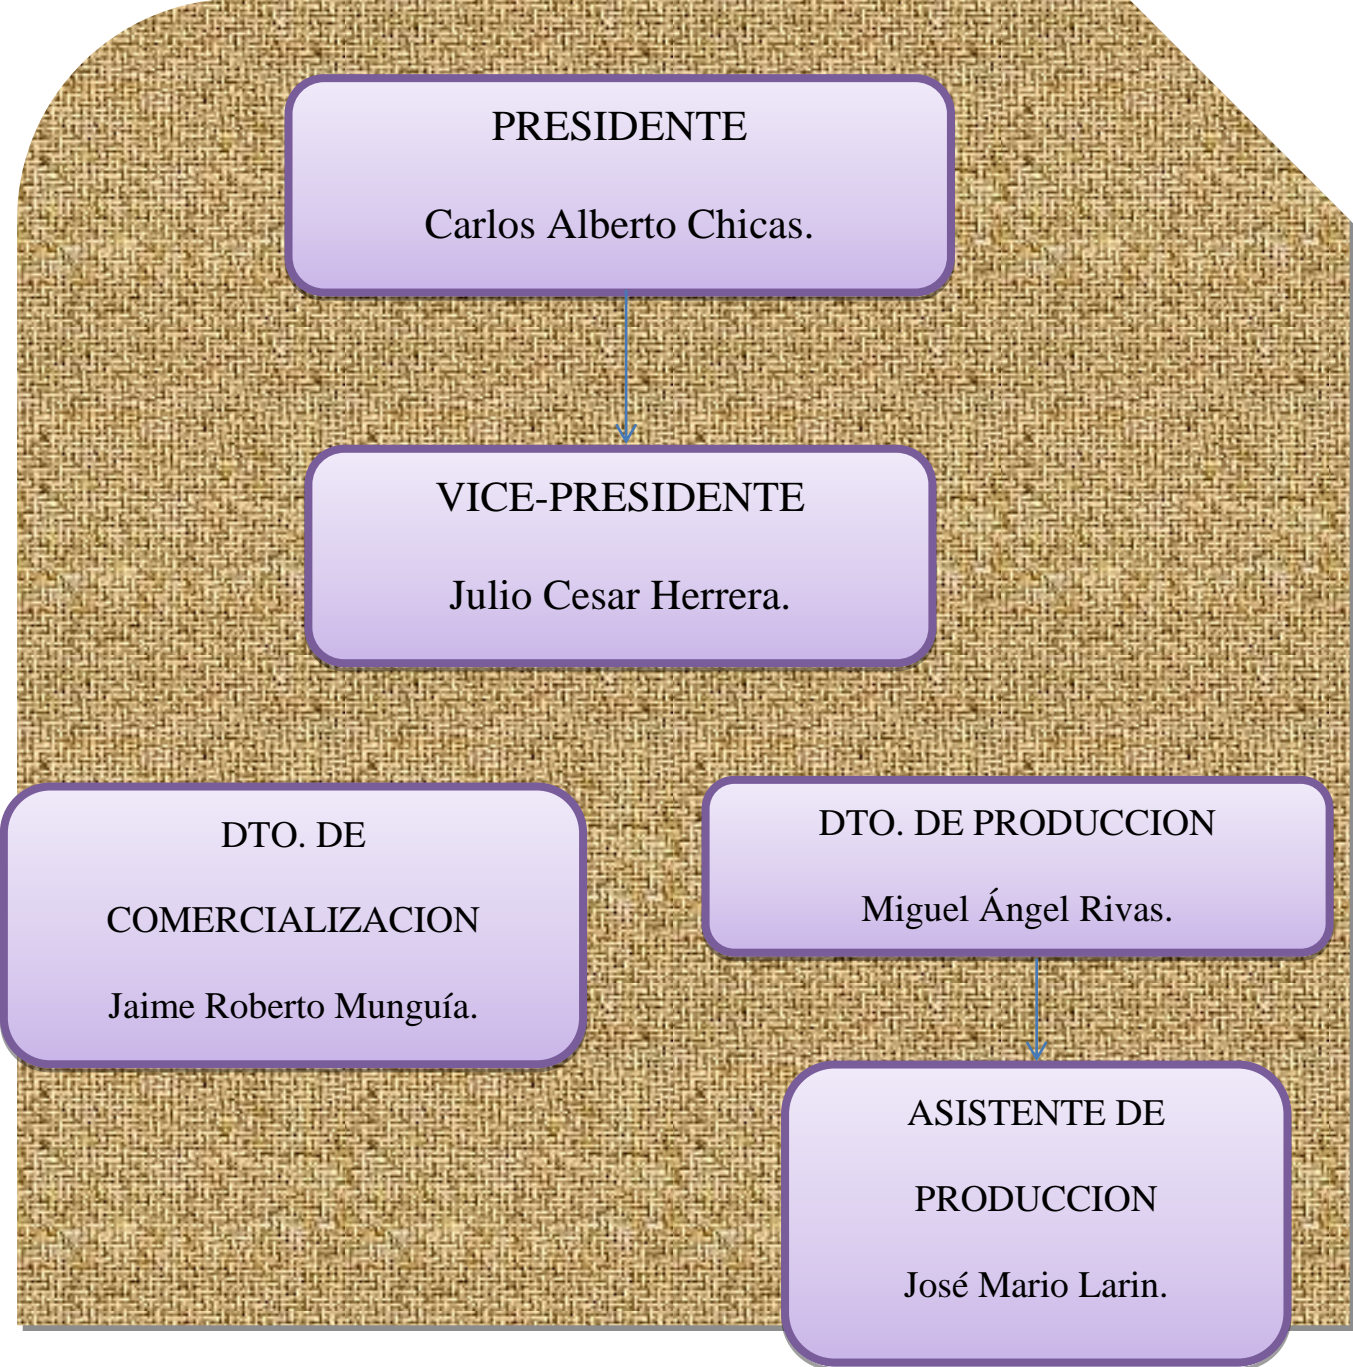 PRESIDENTE
Carlos Alberto Chicas.
VICE-PRESIDENTE
Julio Cesar Herrera.
DTO. DE
COMERCIALIZACION
Jaime Roberto Munguía.
DTO. DE PRODUCCION
Miguel Ángel Rivas.
ASISTENTE DE
PRODUCCION
José Mario Larin.